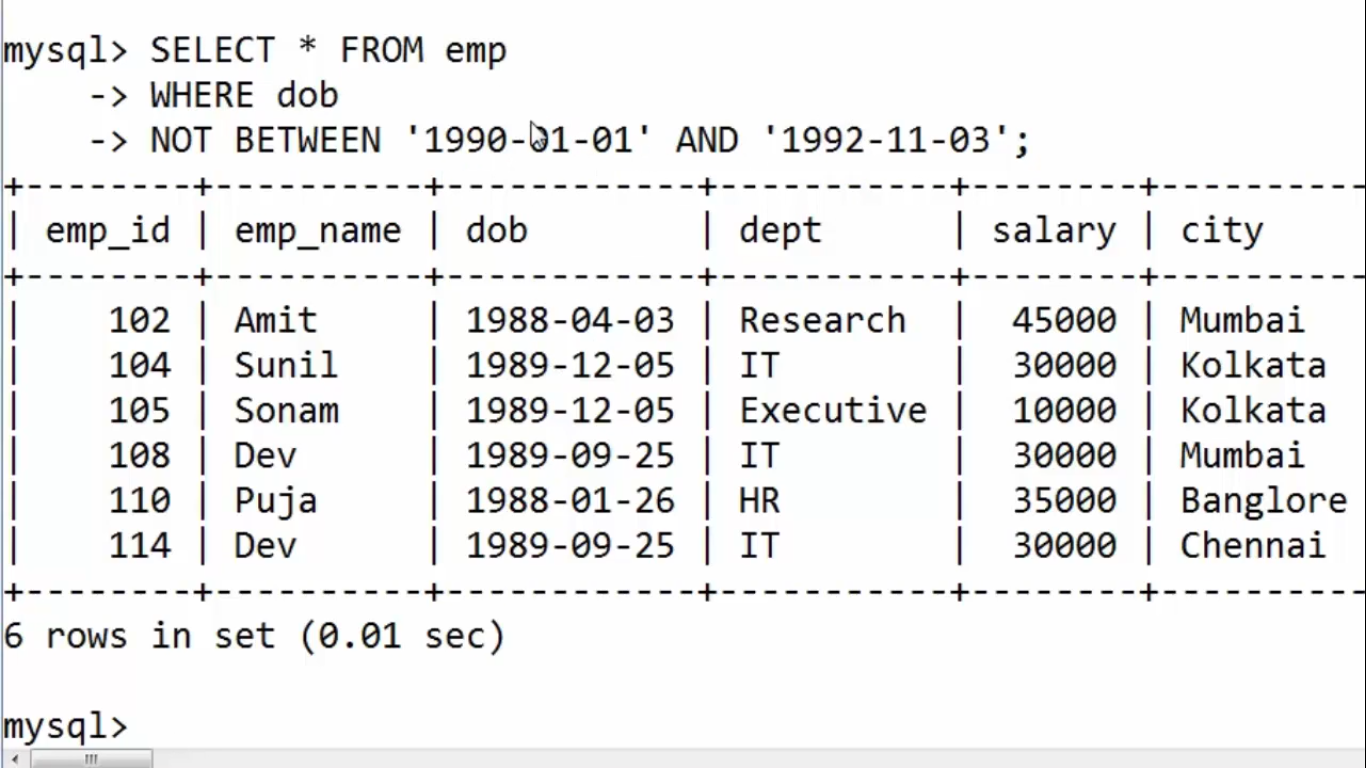 mysql> SELECT * FROM emp
    -> WHERE dob
    -> NOT BETWEEN '1990-01-01' AND '1992-11-03';
+--------+----------+------------+-----------+--------+----------
| emp_id | emp_name | dob        | dept      | salary | city
+--------+----------+------------+-----------+--------+----------
|    102 | Amit     | 1988-04-03 | Research  |  45000 | Mumbai
|    104 | Sunil    | 1989-12-05 | IT        |  30000 | Kolkata
|    105 | Sonam    | 1989-12-05 | Executive |  10000 | Kolkata
|    108 | Dev      | 1989-09-25 | IT        |  30000 | Mumbai
|    110 | Puja     | 1988-01-26 | HR        |  35000 | Banglore
|    114 | Dev      | 1989-09-25 | IT        |  30000 | Chennai
+--------+----------+------------+-----------+--------+----------
6 rows in set (0.01 sec)
mysql>